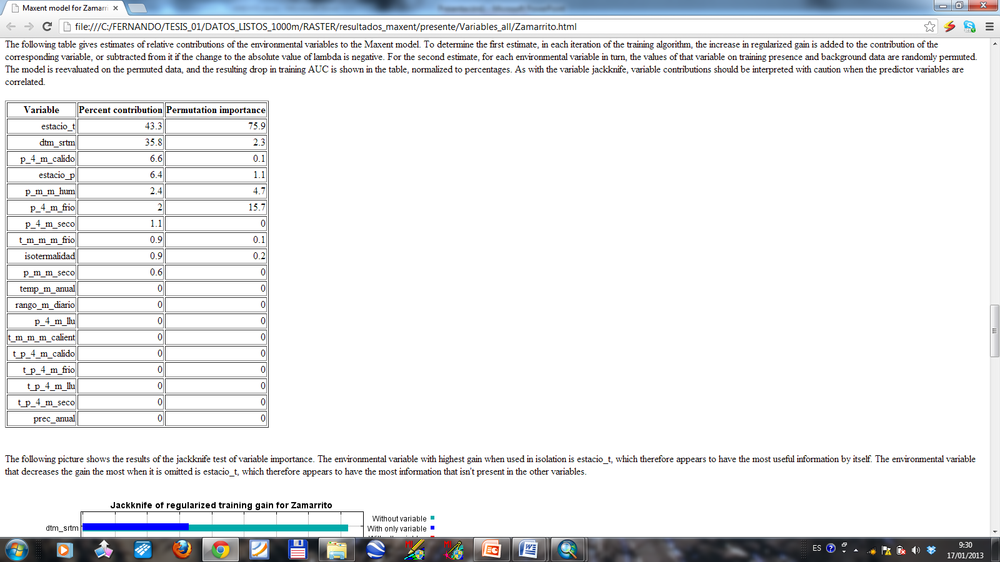 Maxent model for Zamarri
file:///C:/FERNANDO/TESIS_01/DATOS_LISTOS_1000m/RASTER/resultados_maxent/presente/Variables_all/Zamarrito.html
The following table gives estimates of relative contributions of the environmental variables to the Maxent model. To determine the first estimate, in each iteration of the training algorithm, the increase in regularized gain is added to the contribution of the
corresponding variable, or subtracted from it if the change to the absolute value of lambda is negative. For the second estimate, for each environmental variable in turn, the values of that variable on training presence and background data are randomly permuted.
The model is reevaluated on the permuted data, and the resulting drop in training AUC is shown in the table, normalized to percentages. As with the variable jackknife, variable contributions should be interpreted with caution when the predictor variables are
correlated.
Variable Percent contribution Permutation importance
estacio_t 43.3 75.9
dtm_srtm 35.8 2.3
p_4_m_calido 6.6 0.1
estacio_p 6.4 1.1
p_m_m_hum 2.4 4.7
p_4_m_frio 2 15.7
p_4_m_seco 1.1 0
t_m_m_m_frio 0.9 0.1
isotermalidad 0.9 0.2
p_m_m_seco 0.6 0
temp_m_anual 0 0
rango_m_diario 0 0
p_4_m_llu 0 0
t_m_m_m_calient 0 0
t_p_4_m_calido 0 0
t_p_4_m_frio 0 0
t_p_4_m_llu 0 0
t_p_4_m_seco 0 0
prec_anual 0 0
The following picture shows the results of the jackknife test of variable importance. The environmental variable with highest gain when used in isolation is estacio_t, which therefore appears to have the most useful information by itself. The environmental variable
that decreases the gain the most when it is omitted is estacio_t, which therefore appears to have the most information that isn't present in the other variables.
Jackknife of regularized training gain for Zamarrito
Without variable
dtm_srtm
With only variable
ES
9:30
17/01/2013